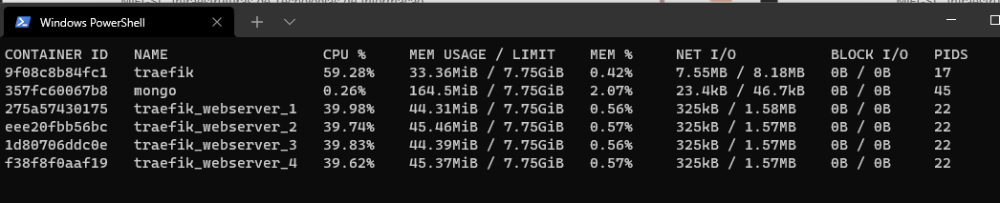 Windows PowerShell
CONTAINER ID NAME CPU % MEM USAGE / LIMIT MEM % NET I/O BLOCK I/O PIDS
9f08c8b84fc1 traefik 59.28% 33.36MiB / 7.75GiB 0.42% 7.55MB / 8.18MB 0B / 0B 17
357fc60067b8 mongo 0.26% 164.5MiB / 7.75GiB 2.07% 23.4kB / 46.7kB 0B / 0B 45
275a57430175 traefik_webserver_1 39.98% 44.31MiB / 7.75GiB 0.56% 325kB / 1.58MB 0B / 0B 22
eee20fbb56bc traefik_webserver_2 39.74% 45.46MiB / 7.75GiB 0.57% 325kB / 1.57MB 0B / 0B 22
1d80706ddc0e traefik_webserver_3 39.83% 44.39MiB / 7.75GiB 0.56% 325kB / 1.57MB 0B / 0B 22
f38f8f0aaf19 traefik_webserver_4 39.62% 45.37MiB / 7.75GiB 0.57% 325kB / 1.57MB 0B / 0B 22